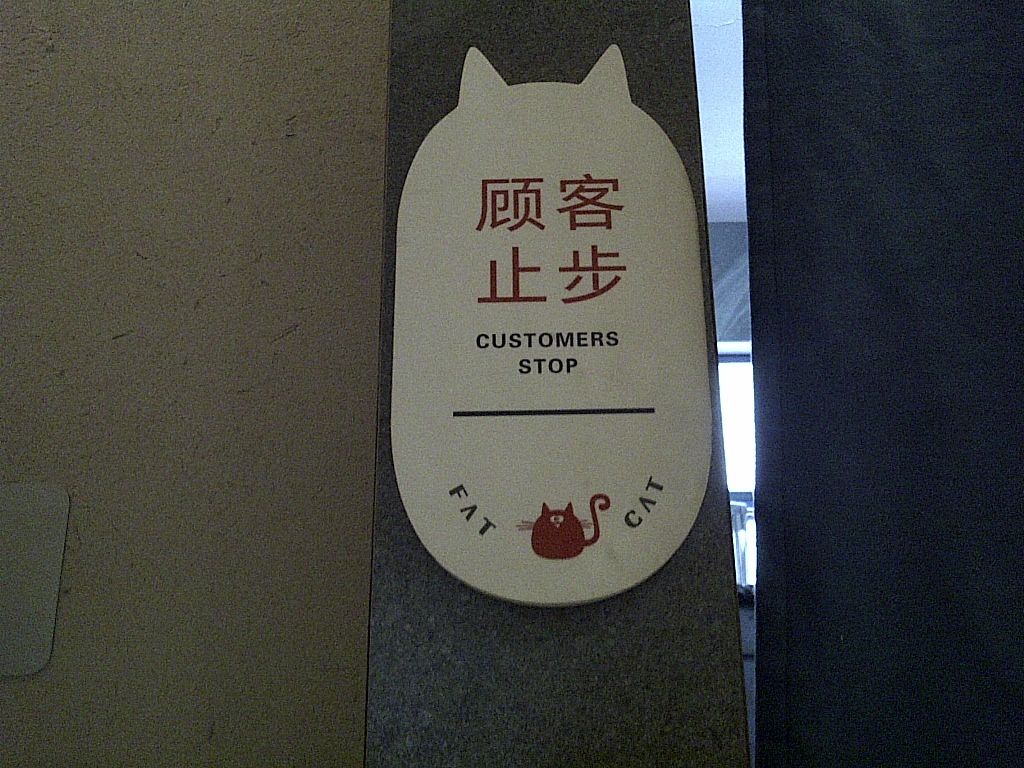 顾客
止步
CUSTOMERS
STOP
FAT CAT